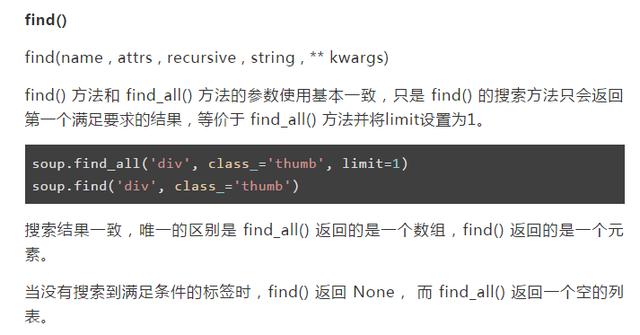 find()
find(name , attrs , recursive , string , ** kwargs)
find() 方法和 find_all() 方法的参数使用基本一致，只是 find() 的搜索方法只会返回
第一个满足要求的结果，等价于 find_all() 方法并将limit设置为1。
soup.find_all('div', class_='thumb', limit=1)
soup.find('div', class_='thumb')
搜索结果一致，唯一的区别是 find_all() 返回的是一个数组，find() 返回的是一个元
素。
当没有搜索到满足条件的标签时，find() 返回 None， 而 find_all() 返回一个空的列
表。